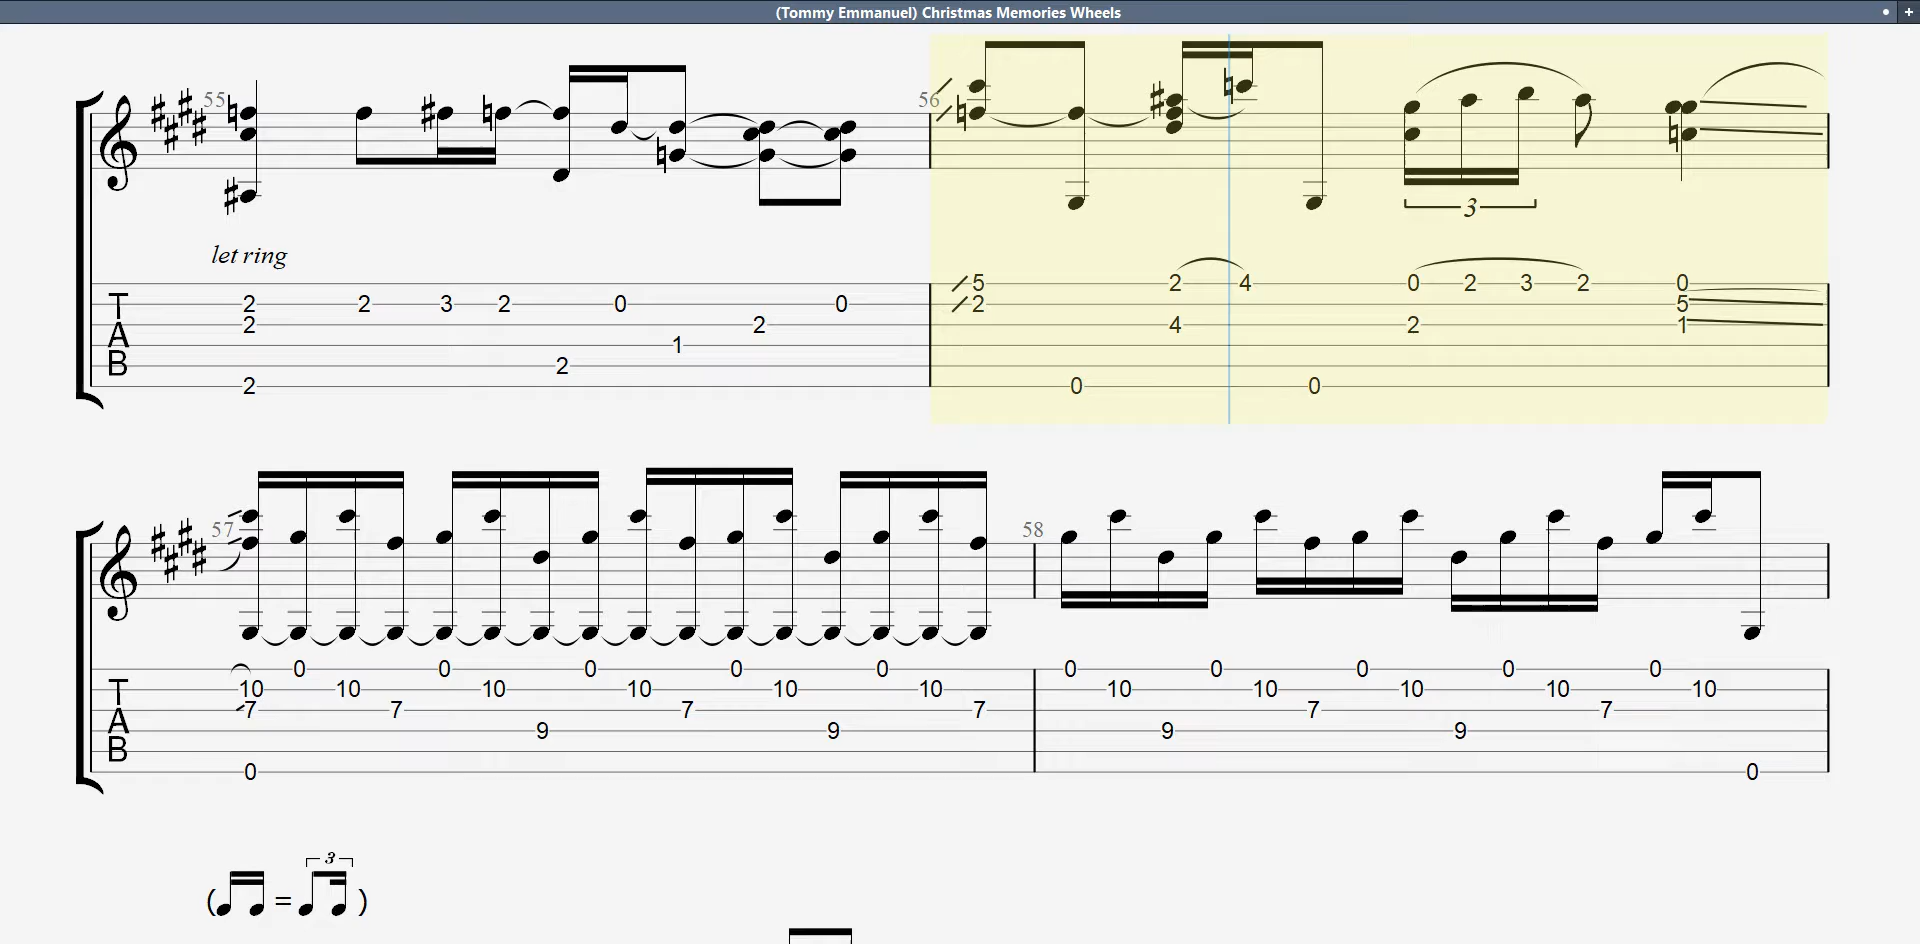 (Tommy Emmanuel) Christmas Memories Wheels
55 56
3
let ring
5 2 4 0 2 3 2 0
2 2 3 2 0 0 2 5
2 2 4 2 1
T A B
1
2
2 0 0
57 58
0 0 0 0 0 0 0 0 0 0
10 10 10 10 10 10 10 10 10 10
7 7 7 7 7 7
T A B
9 9 9 9
0 0
3
( = )